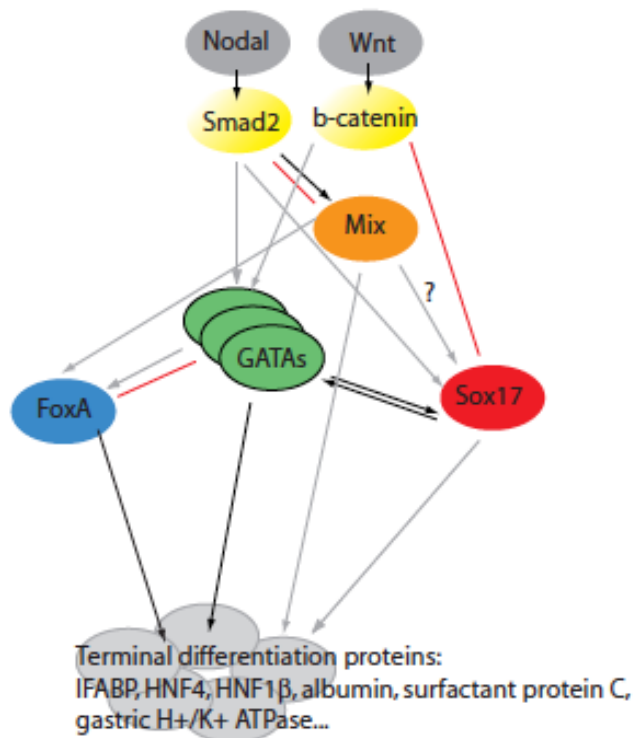 Nodal Wnt
Smad2 b-catenin
Mix
?
GATAs
FoxA Sox17
Terminal differentiation proteins:
IFABP, HNF4, HNF1β, albumin, surfactant protein C,
gastric H+/K+ ATPase...